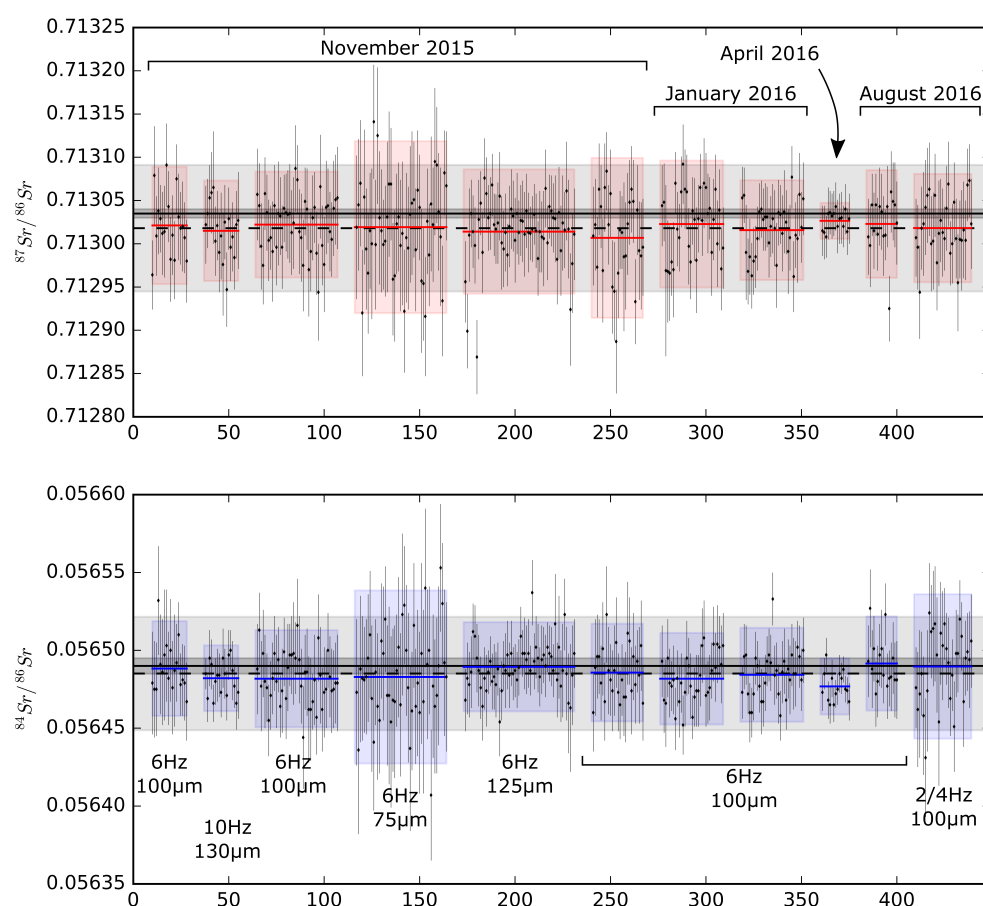 0.71325
November 2015
April 2016
0.71320
January 2016
August 2016
0.71315
0.71310
0.71305
0.71300
0.71295
0.71290
0.71285
0.71280
87Sr/86Sr
0 50 100 150 200 250 300 350 400
0.05660
0.05655
0.05650
0.05645
0.05640
0.05635
84Sr/86Sr
6Hz
100µm
10Hz
130µm
6Hz
100µm
6Hz
75µm
6Hz
125µm
6Hz
100µm
2/4Hz
100µm
0 50 100 150 200 250 300 350 400